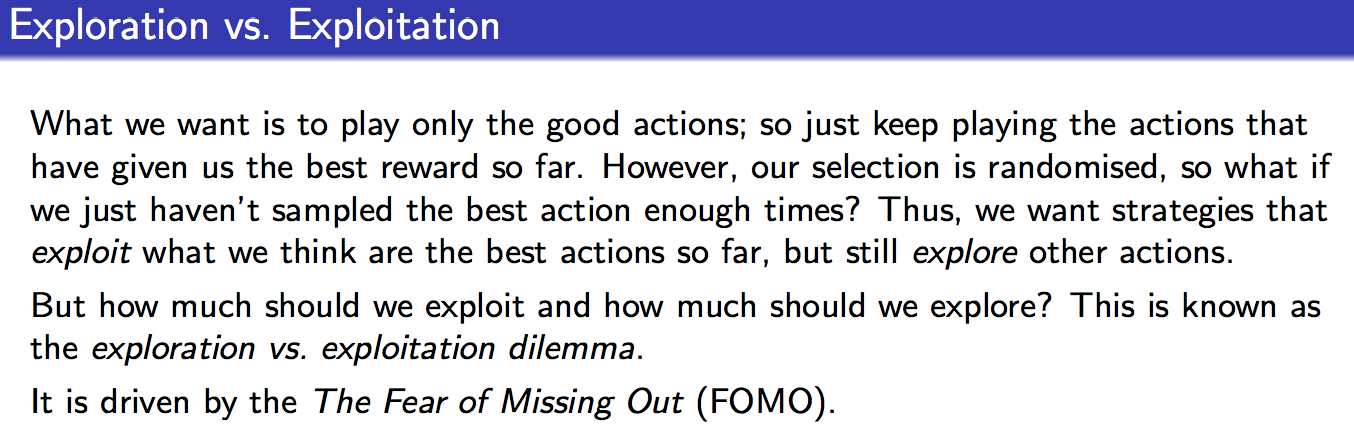 Exploration vs. Exploitation
What we want is to play only the good actions; so just keep playing the actions that
have given us the best reward so far. However, our selection is randomised, so what if
we just haven't sampled the best action enough times? Thus, we want strategies that
exploit what we think are the best actions so far, but still explore other actions.
But how much should we exploit and how much should we explore? This is known as
the exploration vs. exploitation dilemma.
It is driven by the The Fear of Missing Out (FOMO).